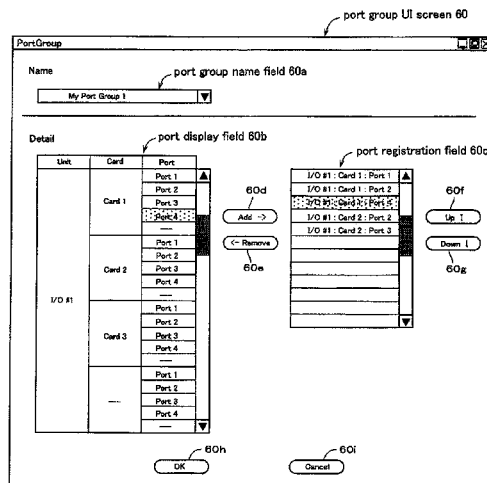 port group UI screen 60
PortGroup
Name
port group name field 60a
My Port Group 1
Detail
port display field 60b
port registration field 60c
Unit Card Port
I/O #1
Card 1
Port 1
Port 2
Port 3
Port 4
—
Card 2
Port 1
Port 2
Port 3
Port 4
—
Card 3
Port 1
Port 2
Port 3
Port 4
—
—
Port 1
Port 2
Port 3
Port 4
—
60d
Add ->
<- Remove
60e
I/O #1 : Card 1 : Port 1
I/O #1 : Card 1 : Port 2
I/O #1 : Card 1 : Port 4
I/O #1 : Card 2 : Port 2
I/O #1 : Card 2 : Port 3
60f
Up ↑
Down ↓
60g
60h
OK
60i
Cancel